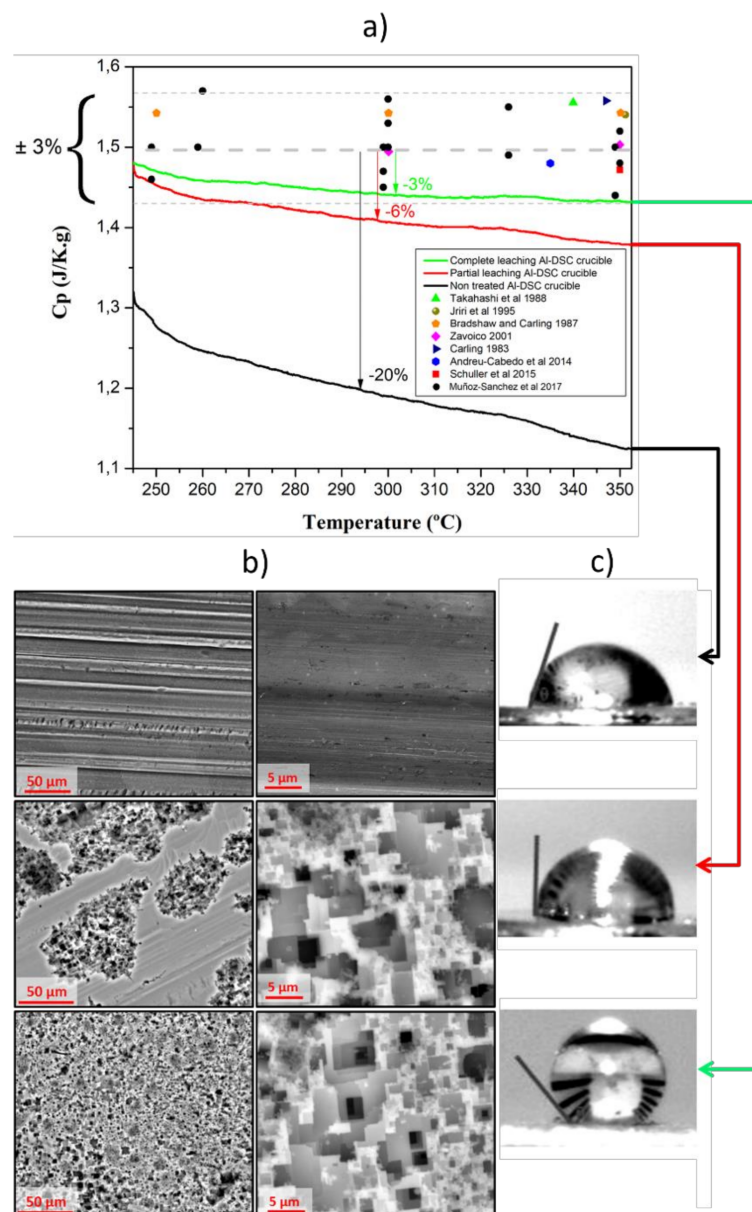 a)
1,6
1,5
1,4
1,3
1,2
1,1
± 3%
Cp (J/K.g)
-3%
-6%
-20%
Complete leaching Al-DSC crucible
Partial leaching Al-DSC crucible
Non treated Al-DSC crucible
Takahashi et al 1988
Jriri et al 1995
Bradshaw and Carling 1987
Zavoico 2001
Carling 1983
Andreu-Cabedo et al 2014
Schuller et al 2015
Muñoz-Sanchez et al 2017
250 260 270 280 290 300 310 320 330 340 350
Temperature (ºC)
b)
c)
50 µm
5 µm
50 µm
5 µm
50 µm
5 µm